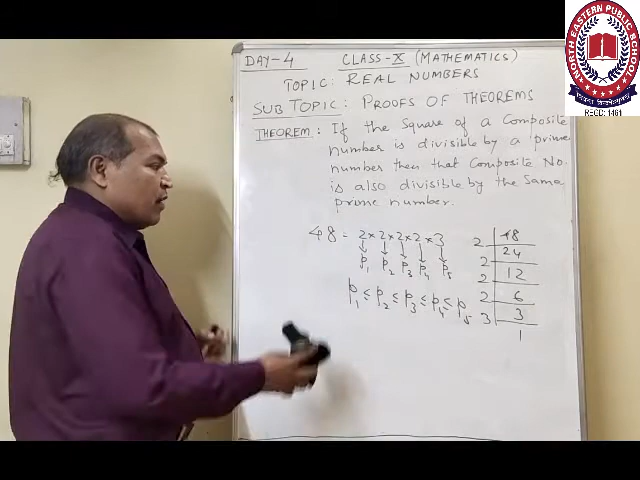 DAY-4 CLASS-X (MATHEMATICS)
TOPIC: REAL NUMBERS
SUB TOPIC: PROOFS OF THEOREMS
THEOREM: If the Square of a Composite
number is divisible by a prime
number then that Composite No.
is also divisible by the Same
prime number.
48 = 2×2×2×2×3
p₁ p₂ p₃ p₄ p₅
p₁ ≤ p₂ ≤ p₃ ≤ p₄ ≤ p₅
2 48
2 24
2 12
2 6
3 3
1
NORTH EASTERN PUBLIC SCHOOL
REGD: 1461